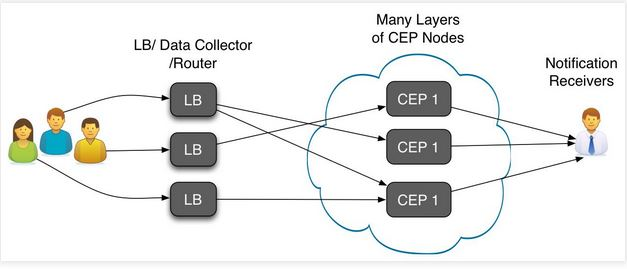 Many Layers
of CEP Nodes
LB/ Data Collector
/Router
Notification
Receivers
LB
CEP 1
LB
CEP 1
LB
CEP 1